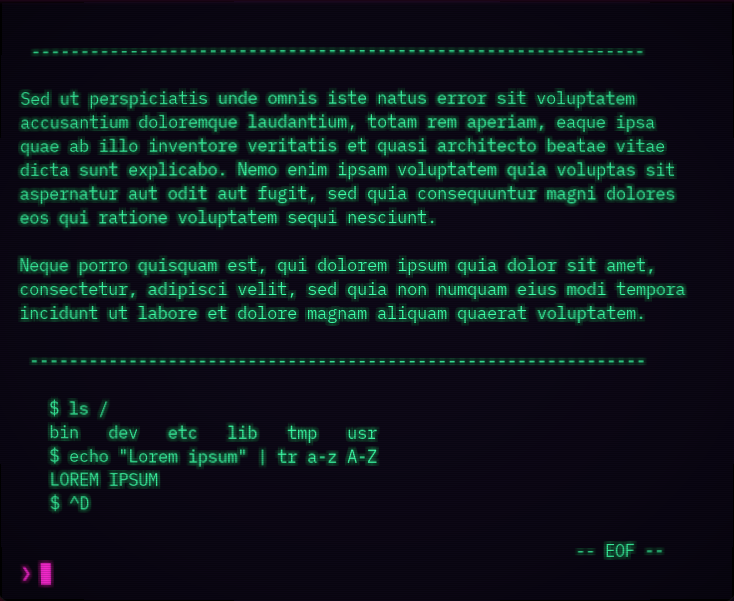 --------------------------------------------------------------
Sed ut perspiciatis unde omnis iste natus error sit voluptatem
accusantium doloremque laudantium, totam rem aperiam, eaque ipsa
quae ab illo inventore veritatis et quasi architecto beatae vitae
dicta sunt explicabo. Nemo enim ipsam voluptatem quia voluptas sit
aspernatur aut odit aut fugit, sed quia consequuntur magni dolores
eos qui ratione voluptatem sequi nesciunt.
Neque porro quisquam est, qui dolorem ipsum quia dolor sit amet,
consectetur, adipisci velit, sed quia non numquam eius modi tempora
incidunt ut labore et dolore magnam aliquam quaerat voluptatem.
--------------------------------------------------------------
$ ls /
bin   dev   etc   lib   tmp   usr
$ echo "Lorem ipsum" | tr a-z A-Z
LOREM IPSUM
$ ^D
-- EOF --
❯